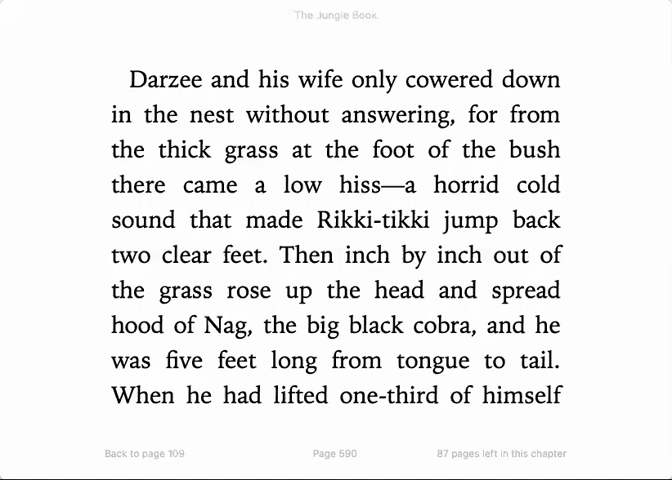 The Jungle Book
Darzee and his wife only cowered down
in the nest without answering, for from
the thick grass at the foot of the bush
there came a low hiss—a horrid cold
sound that made Rikki-tikki jump back
two clear feet. Then inch by inch out of
the grass rose up the head and spread
hood of Nag, the big black cobra, and he
was five feet long from tongue to tail.
When he had lifted one-third of himself
Back to page 109 Page 590 87 pages left in this chapter